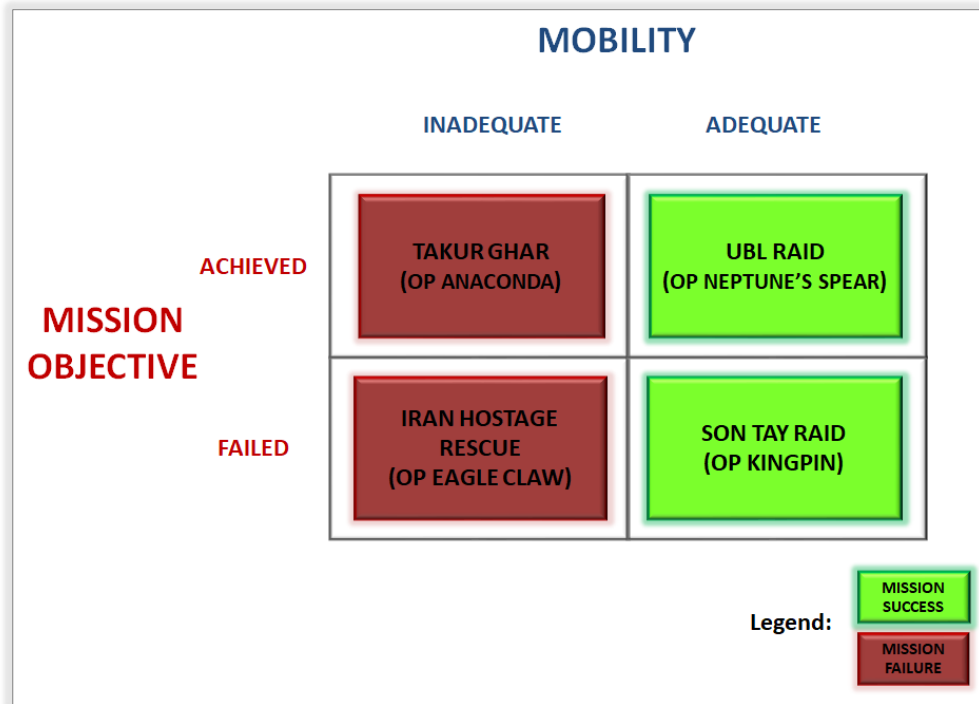 MOBILITY
INADEQUATE
ADEQUATE
MISSION
OBJECTIVE
ACHIEVED
TAKUR GHAR
(OP ANACONDA)
UBL RAID
(OP NEPTUNE'S SPEAR)
FAILED
IRAN HOSTAGE
RESCUE
(OP EAGLE CLAW)
SON TAY RAID
(OP KINGPIN)
Legend:
MISSION
SUCCESS
MISSION
FAILURE